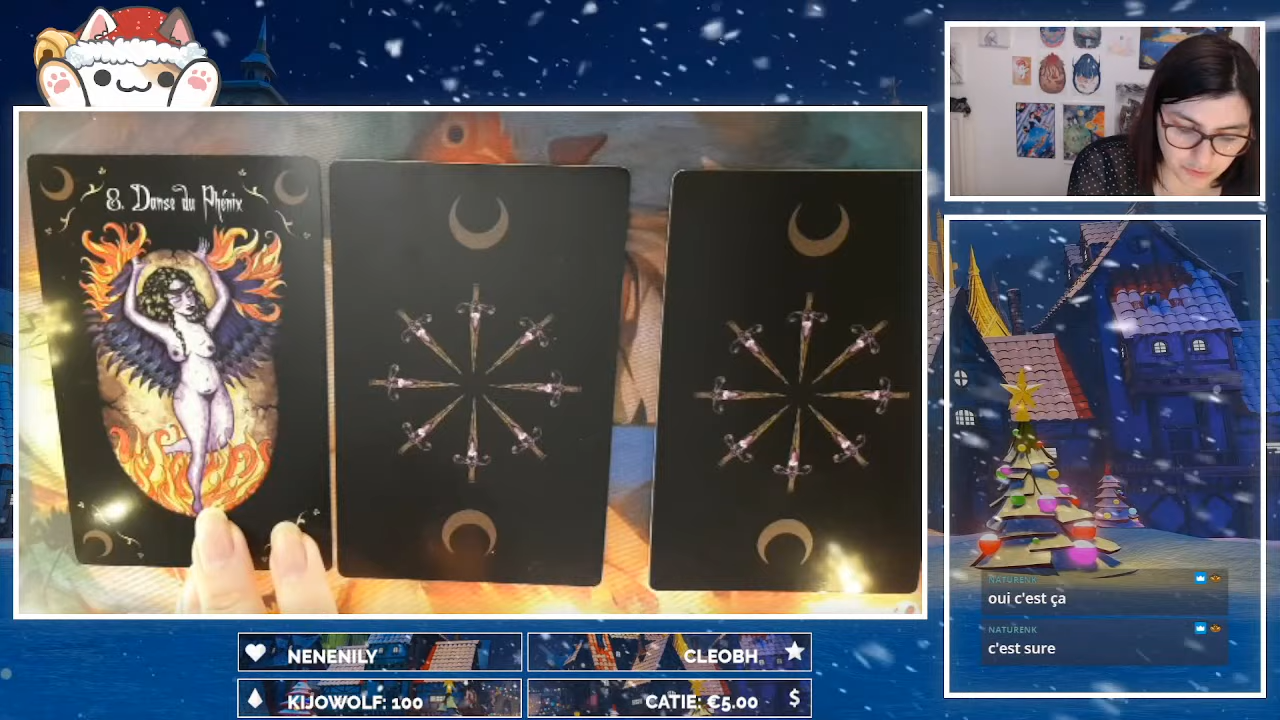 8. Danse du Phénix
NATURENK
oui c'est ça
NATURENK
c'est sure
NENENILY
CLEOBH
KIJOWOLF: 100
CATIE: €5.00
$